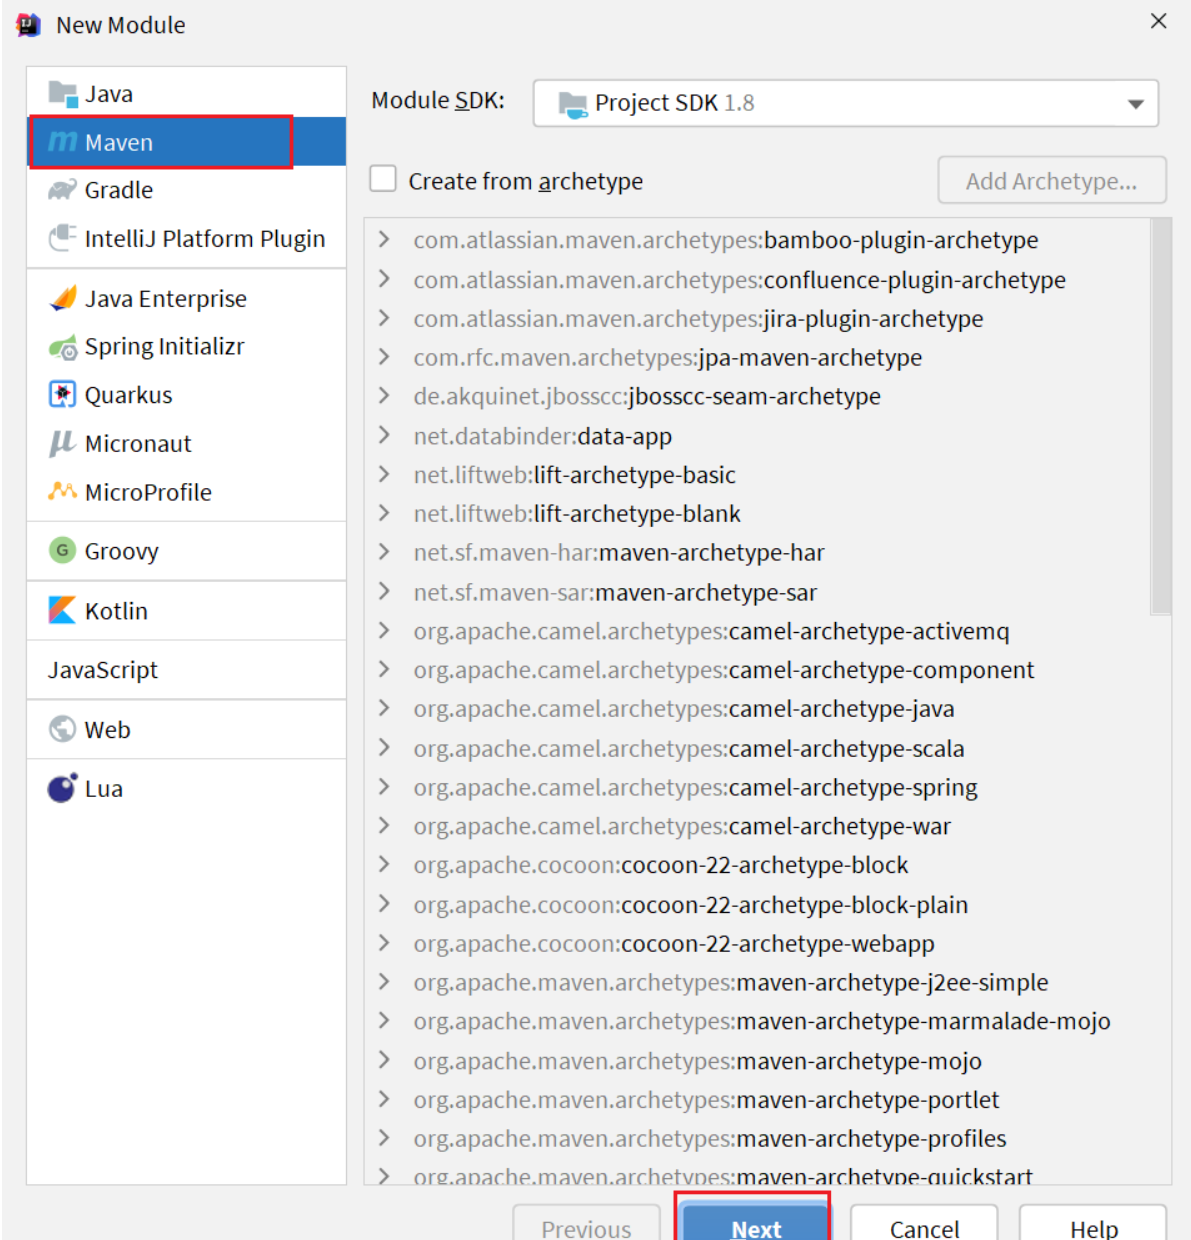 New Module
Java
Maven
Gradle
IntelliJ Platform Plugin
Java Enterprise
Spring Initializr
Quarkus
Micronaut
MicroProfile
Groovy
Kotlin
JavaScript
Web
Lua
Module SDK: Project SDK 1.8
Create from archetype Add Archetype...
com.atlassian.maven.archetypes:bamboo-plugin-archetype
com.atlassian.maven.archetypes:confluence-plugin-archetype
com.atlassian.maven.archetypes:jira-plugin-archetype
com.rfc.maven.archetypes:jpa-maven-archetype
de.akquinet.jbosscc:jbosscc-seam-archetype
net.databinder:data-app
net.liftweb:lift-archetype-basic
net.liftweb:lift-archetype-blank
net.sf.maven-har:maven-archetype-har
net.sf.maven-sar:maven-archetype-sar
org.apache.camel.archetypes:camel-archetype-activemq
org.apache.camel.archetypes:camel-archetype-component
org.apache.camel.archetypes:camel-archetype-java
org.apache.camel.archetypes:camel-archetype-scala
org.apache.camel.archetypes:camel-archetype-spring
org.apache.camel.archetypes:camel-archetype-war
org.apache.cocoon:cocoon-22-archetype-block
org.apache.cocoon:cocoon-22-archetype-block-plain
org.apache.cocoon:cocoon-22-archetype-webapp
org.apache.maven.archetypes:maven-archetype-j2ee-simple
org.apache.maven.archetypes:maven-archetype-marmalade-mojo
org.apache.maven.archetypes:maven-archetype-mojo
org.apache.maven.archetypes:maven-archetype-portlet
org.apache.maven.archetypes:maven-archetype-profiles
org.apache.maven.archetypes:maven-archetype-quickstart
Previous Next Cancel Help